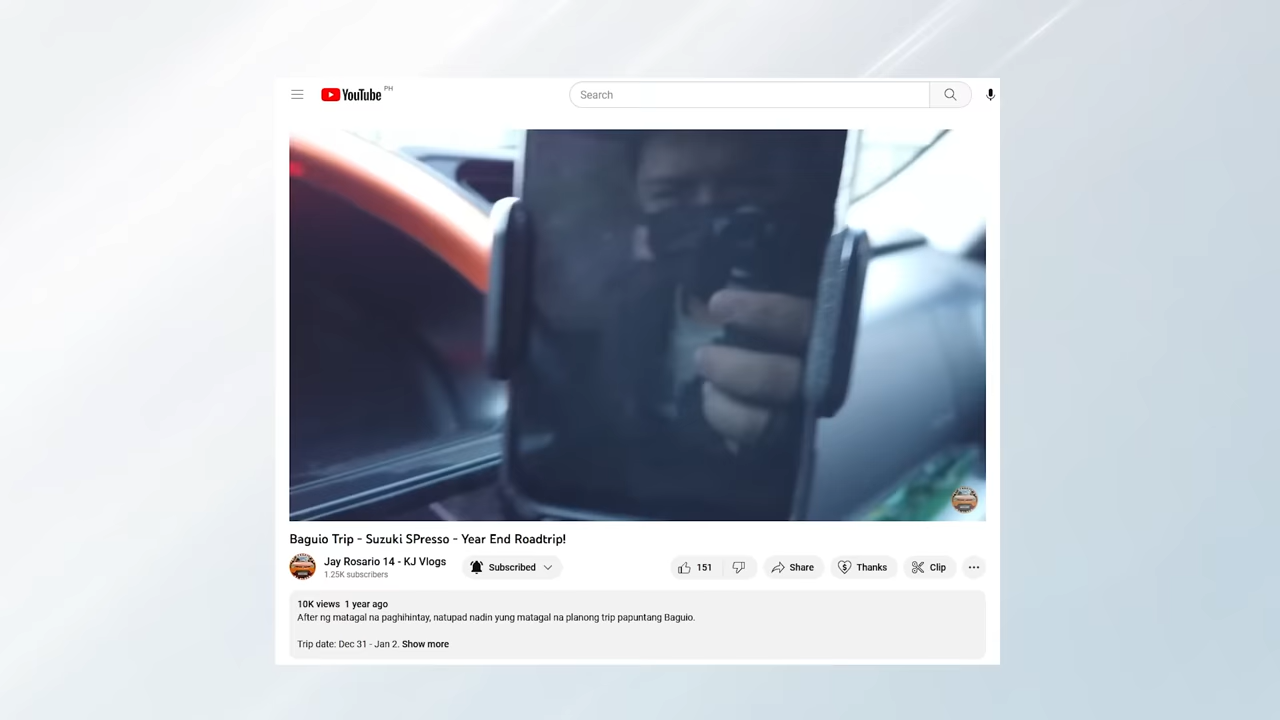 YouTube PH
Search
Baguio Trip - Suzuki SPresso - Year End Roadtrip!
Jay Rosario 14 - KJ Vlogs
1.25K subscribers
Subscribed
151
Share
Thanks
Clip
10K views 1 year ago
After ng matagal na paghihintay, natupad nadin yung matagal na planong trip papuntang Baguio.
Trip date: Dec 31 - Jan 2. Show more